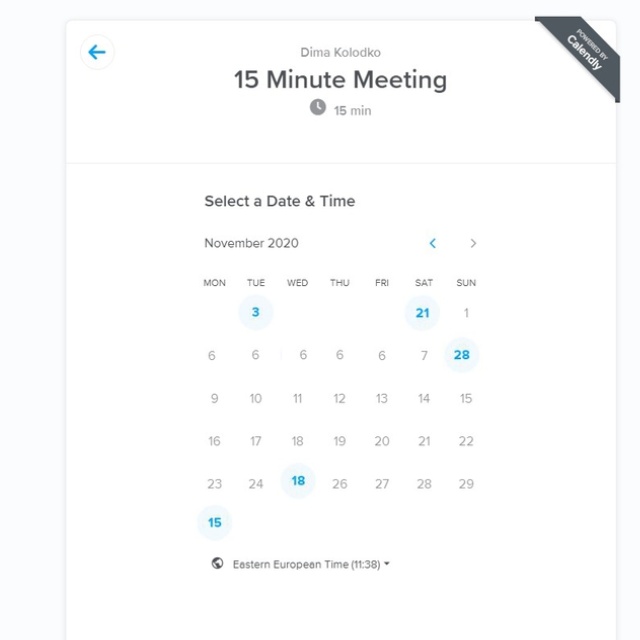 POWERED BY
Calendly
Dima Kolodko
15 Minute Meeting
15 min
Select a Date & Time
November 2020
MON TUE WED THU FRI SAT SUN
3 21 1
6 6 6 6 6 7 28
9 10 11 12 13 14 15
16 17 18 19 20 21 22
23 24 18 26 27 28 29
15
Eastern European Time (11:38)